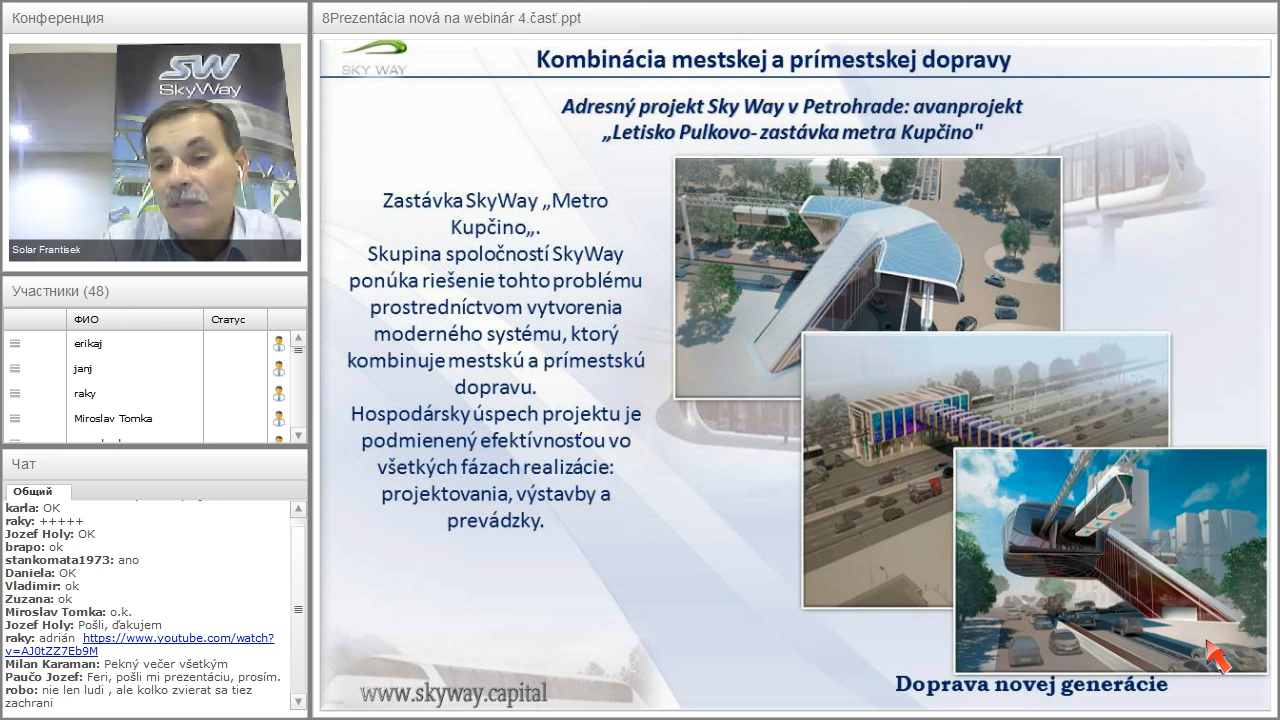 Конференция
SW
SkyWay
Solar Frantisek
Участники (48)
ФИО
Статус
erikaj
janj
raky
Miroslav Tomka
Чат
Общий
karla: OK
raky: +++++
Jozef Holy: OK
brapo: ok
stankomata1973: ano
Daniela: OK
Vladimir: ok
Zuzana: ok
Miroslav Tomka: o.k.
Jozef Holy: Pošli, ďakujem
raky: adrián https://www.youtube.com/watch?
v=AJ0tZZ7Eb9M
Milan Karaman: Pekný večer všetkým
Paučo Jozef: Feri, pošli mi prezentáciu, prosím.
robo: nie len ludi , ale kolko zvierat sa tiez
zachrani
8Prezentácia nová na webinár 4.časť.ppt
SKY WAY
Kombinácia mestskej a prímestskej dopravy
Adresný projekt Sky Way v Petrohrade: avanprojekt
„Letisko Pulkovo- zastávka metra Kupčino"
Zastávka SkyWay „Metro
Kupčino„.
Skupina spoločností SkyWay
ponúka riešenie tohto problému
prostredníctvom vytvorenia
moderného systému, ktorý
kombinuje mestskú a prímestskú
dopravu.
Hospodársky úspech projektu je
podmienený efektívnosťou vo
všetkých fázach realizácie:
projektovania, výstavby a
prevádzky.
www.skyway.capital
Doprava novej generácie